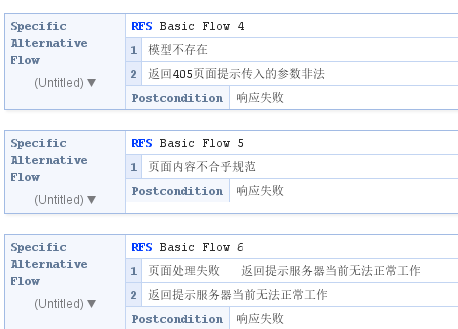 Specific Alternative Flow
(Untitled) ▼
RFS Basic Flow 4
1 模型不存在
2 返回405页面提示传入的参数非法
Postcondition 响应失败
Specific Alternative Flow
(Untitled) ▼
RFS Basic Flow 5
1 页面内容不合乎规范
Postcondition 响应失败
Specific Alternative Flow
(Untitled) ▼
RFS Basic Flow 6
1 页面处理失败 返回提示服务器当前无法正常工作
2 返回提示服务器当前无法正常工作
Postcondition 响应失败